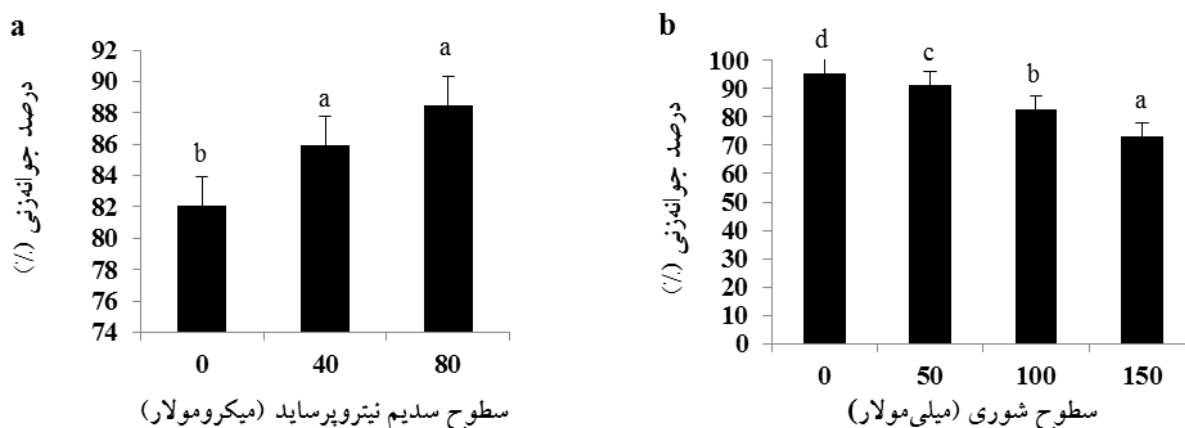 a
92
90
88
86
84
82
80
78
76
74
درصد جوانه‌زنی (٪)
b
a
a
0 40 80
سطوح سدیم نیتروپرساید (میکرومولار)
b
100
90
80
70
60
50
40
30
20
10
0
درصد جوانه‌زنی (٪)
d
c
b
a
0 50 100 150
سطوح شوری (میلی‌مولار)